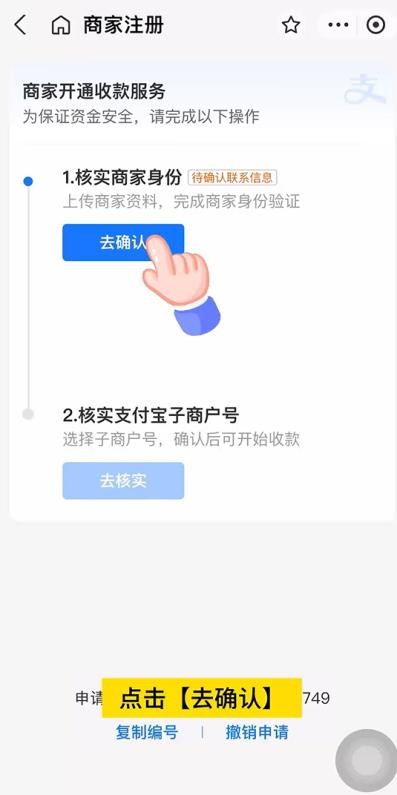 商家注册
商家开通收款服务
为保证资金安全，请完成以下操作
支
1.核实商家身份 待确认联系信息
上传商家资料，完成商家身份验证
去确认
2.核实支付宝子商户号
选择子商户号，确认后可开始收款
去核实
申请 点击【去确认】 749
复制编号 | 撤销申请